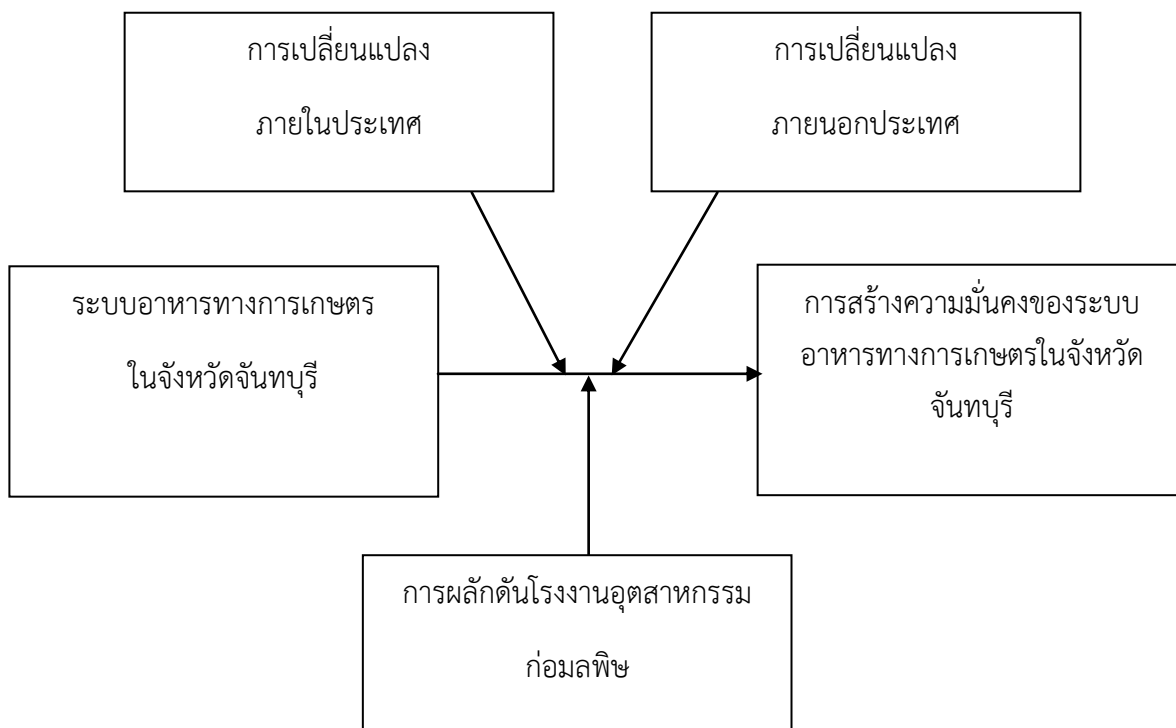 การเปลี่ยนแปลง
ภายในประเทศ
การเปลี่ยนแปลง
ภายนอกประเทศ
ระบบอาหารทางการเกษตร
ในจังหวัดจันทบุรี
การสร้างความมั่นคงของระบบ
อาหารทางการเกษตรในจังหวัด
จันทบุรี
การผลักดันโรงงานอุตสาหกรรม
ก่อมลพิษ